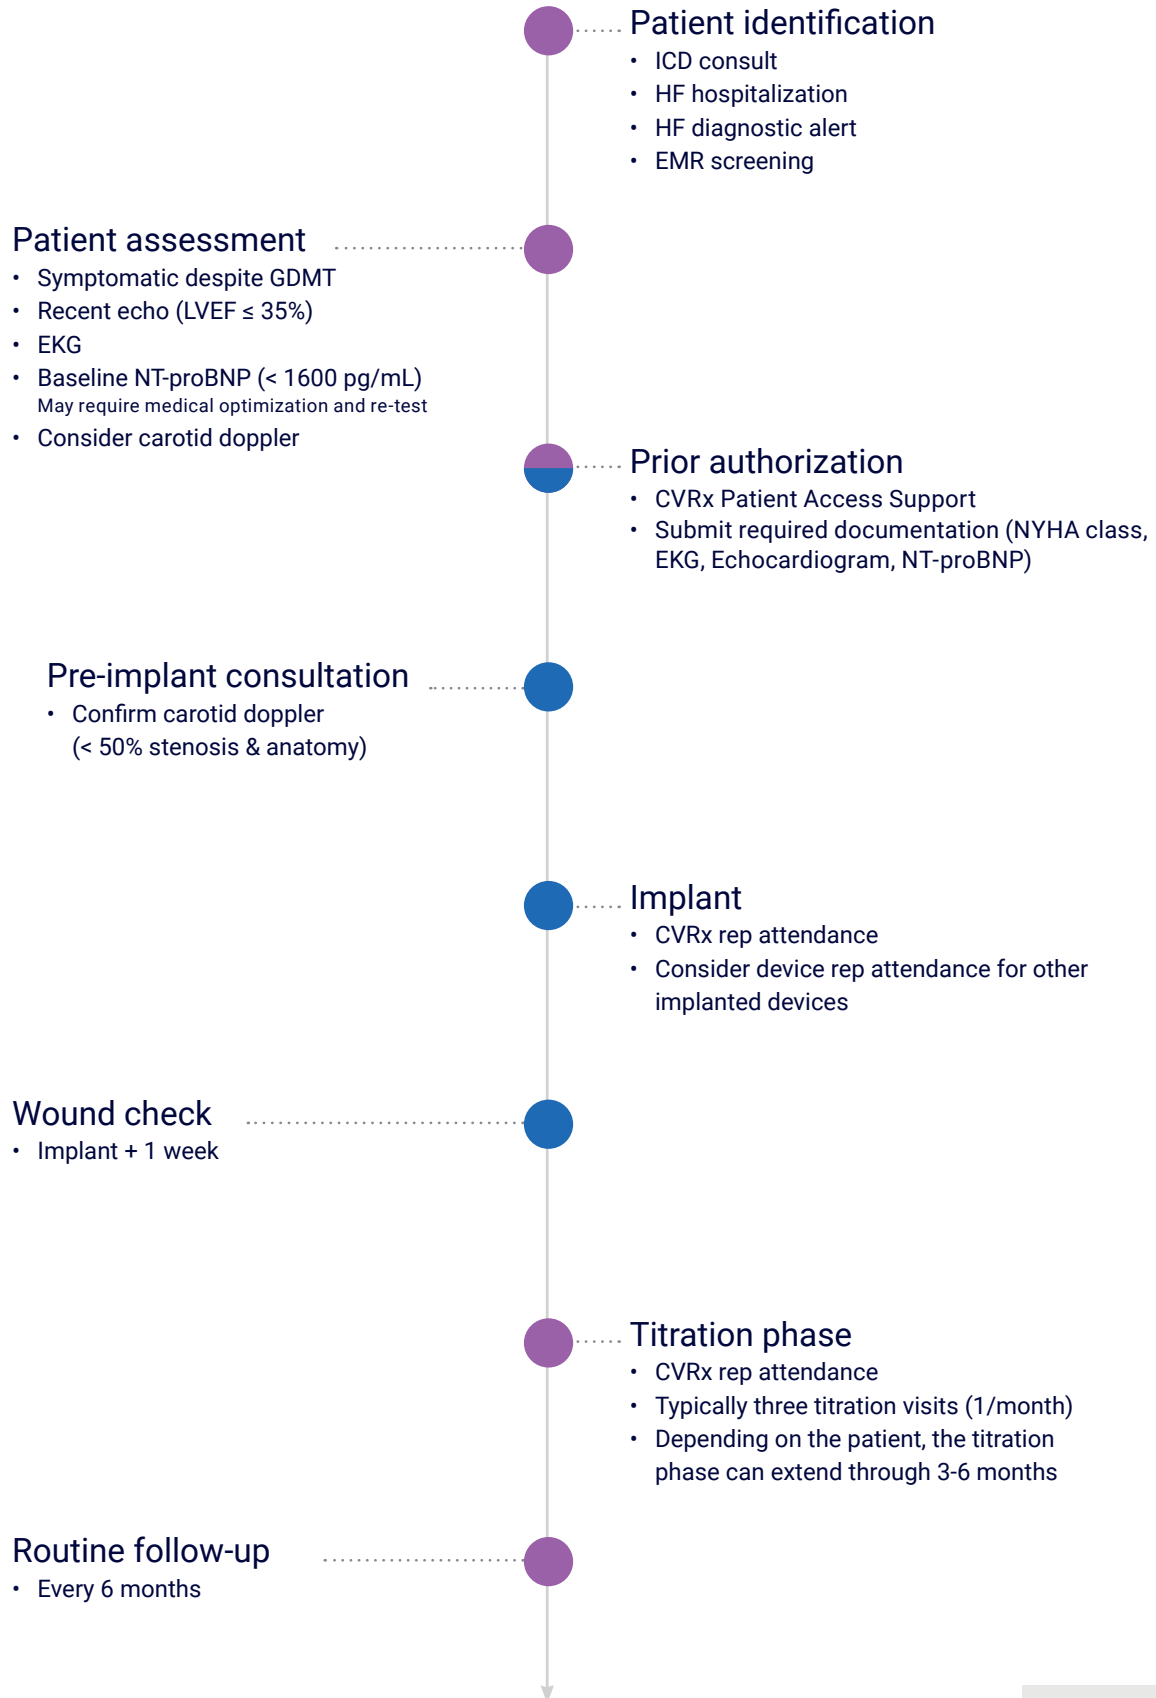 Patient identification
• ICD consult
• HF hospitalization
• HF diagnostic alert
• EMR screening
Patient assessment
• Symptomatic despite GDMT
• Recent echo (LVEF ≤ 35%)
• EKG
• Baseline NT-proBNP (< 1600 pg/mL)
May require medical optimization and re-test
• Consider carotid doppler
Prior authorization
• CVRx Patient Access Support
• Submit required documentation (NYHA class,
EKG, Echocardiogram, NT-proBNP)
Pre-implant consultation
• Confirm carotid doppler
(< 50% stenosis & anatomy)
Implant
• CVRx rep attendance
• Consider device rep attendance for other
implanted devices
Wound check
• Implant + 1 week
Titration phase
• CVRx rep attendance
• Typically three titration visits (1/month)
• Depending on the patient, the titration
phase can extend through 3-6 months
Routine follow-up
• Every 6 months